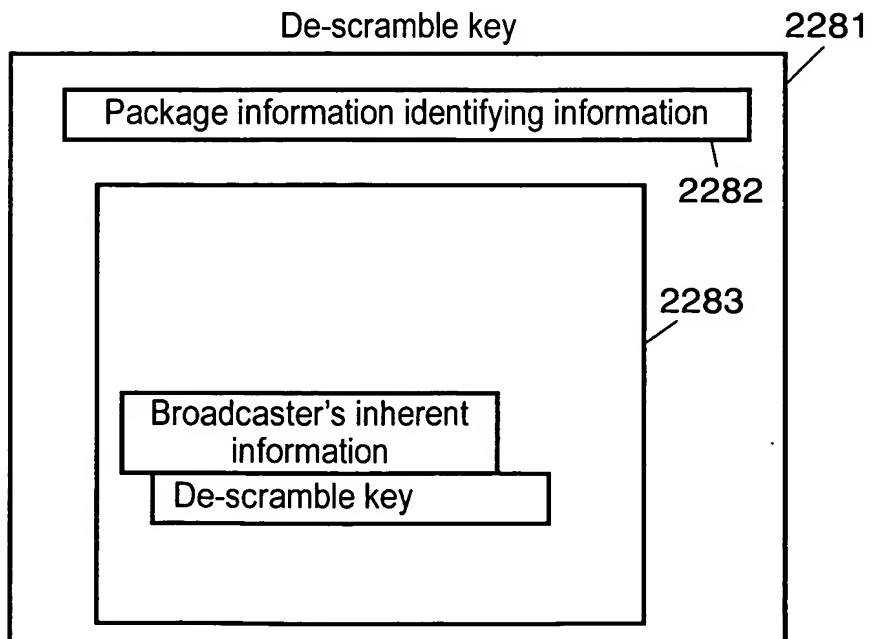 De-scramble key
2281
Package information identifying information
2282
2283
Broadcaster's inherent
information
De-scramble key